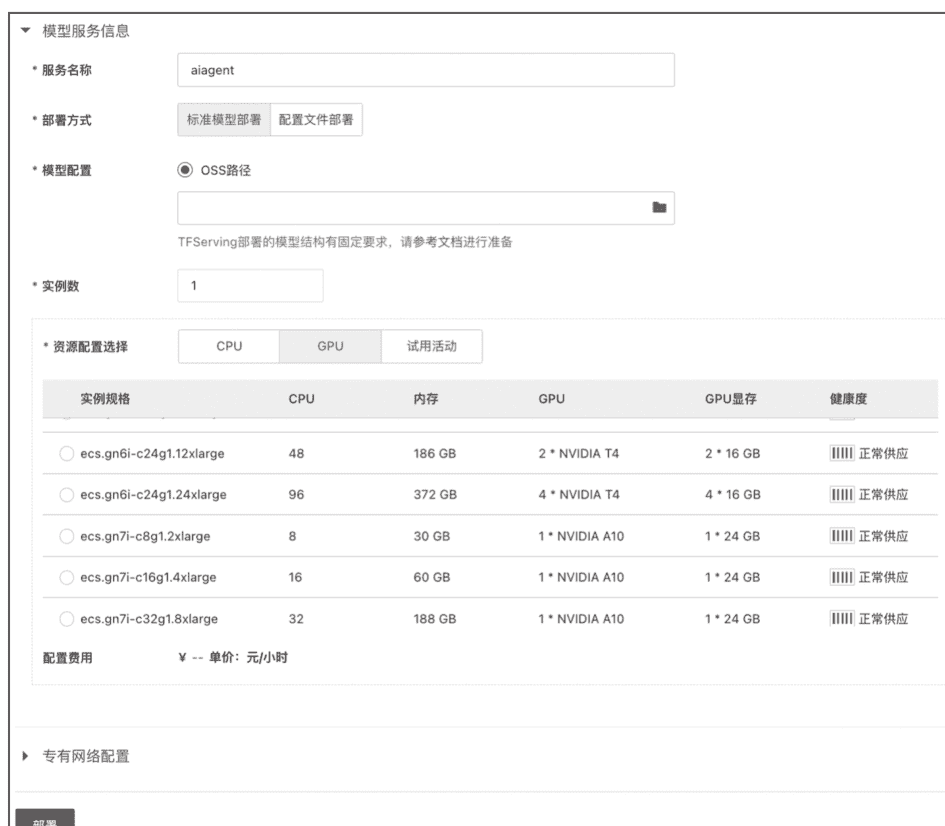 模型服务信息
* 服务名称 aiagent
* 部署方式 标准模型部署 配置文件部署
* 模型配置 OSS路径
TFServing部署的模型结构有固定要求，请参考文档进行准备
* 实例数 1
* 资源配置选择 CPU GPU 试用活动
实例规格 CPU 内存 GPU GPU显存 健康度
ecs.gn6i-c24g1.12xlarge 48 186 GB 2 * NVIDIA T4 2 * 16 GB 正常供应
ecs.gn6i-c24g1.24xlarge 96 372 GB 4 * NVIDIA T4 4 * 16 GB 正常供应
ecs.gn7i-c8g1.2xlarge 8 30 GB 1 * NVIDIA A10 1 * 24 GB 正常供应
ecs.gn7i-c16g1.4xlarge 16 60 GB 1 * NVIDIA A10 1 * 24 GB 正常供应
ecs.gn7i-c32g1.8xlarge 32 188 GB 1 * NVIDIA A10 1 * 24 GB 正常供应
配置费用 ¥ -- 单价：元/小时
专有网络配置
部署